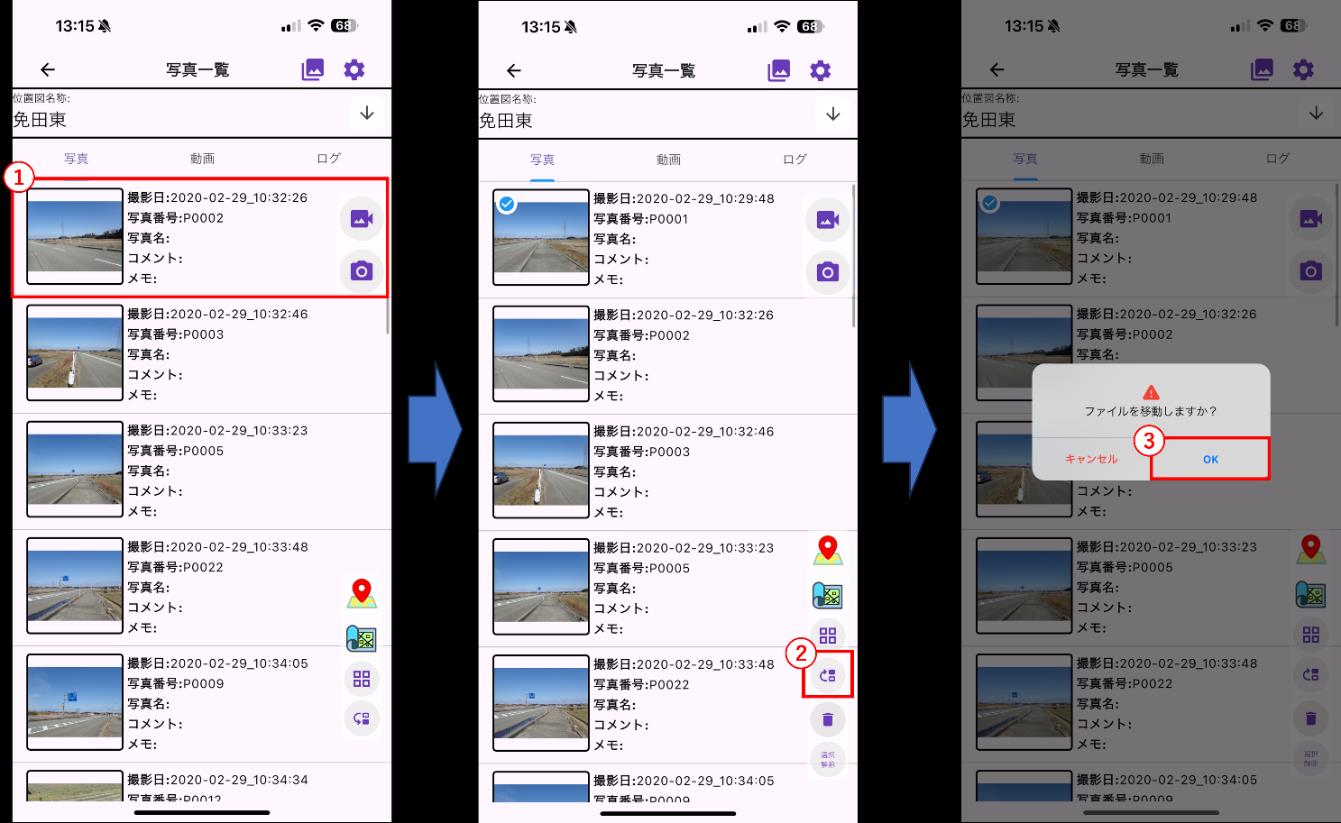 13:15
68
写真一覧
位置図名称:
免田東
写真
動画
ログ
①
撮影日:2020-02-29_10:32:26
写真番号:P0002
写真名:
コメント:
メモ:
撮影日:2020-02-29_10:32:46
写真番号:P0003
写真名:
コメント:
メモ:
撮影日:2020-02-29_10:33:23
写真番号:P0005
写真名:
コメント:
メモ:
撮影日:2020-02-29_10:33:48
写真番号:P0022
写真名:
コメント:
メモ:
撮影日:2020-02-29_10:34:05
写真番号:P0009
写真名:
コメント:
メモ:
撮影日:2020-02-29_10:34:34
写真番号:P0012
13:15
68
写真一覧
位置図名称:
免田東
写真
動画
ログ
撮影日:2020-02-29_10:29:48
写真番号:P0001
写真名:
コメント:
メモ:
撮影日:2020-02-29_10:32:26
写真番号:P0002
写真名:
コメント:
メモ:
撮影日:2020-02-29_10:32:46
写真番号:P0003
写真名:
コメント:
メモ:
撮影日:2020-02-29_10:33:23
写真番号:P0005
写真名:
コメント:
メモ:
②
撮影日:2020-02-29_10:33:48
写真番号:P0022
写真名:
コメント:
メモ:
選択
解除
撮影日:2020-02-29_10:34:05
写真番号:P0009
13:15
68
写真一覧
位置図名称:
免田東
写真
動画
ログ
撮影日:2020-02-29_10:29:48
写真番号:P0001
写真名:
コメント:
メモ:
撮影日:2020-02-29_10:32:26
写真番号:P0002
写真名:
ファイルを移動しますか？
③
キャンセル
OK
コメント:
メモ:
撮影日:2020-02-29_10:33:23
写真番号:P0005
写真名:
コメント:
メモ:
撮影日:2020-02-29_10:33:48
写真番号:P0022
写真名:
コメント:
メモ:
選択
解除
撮影日:2020-02-29_10:34:05
写真番号:P0009